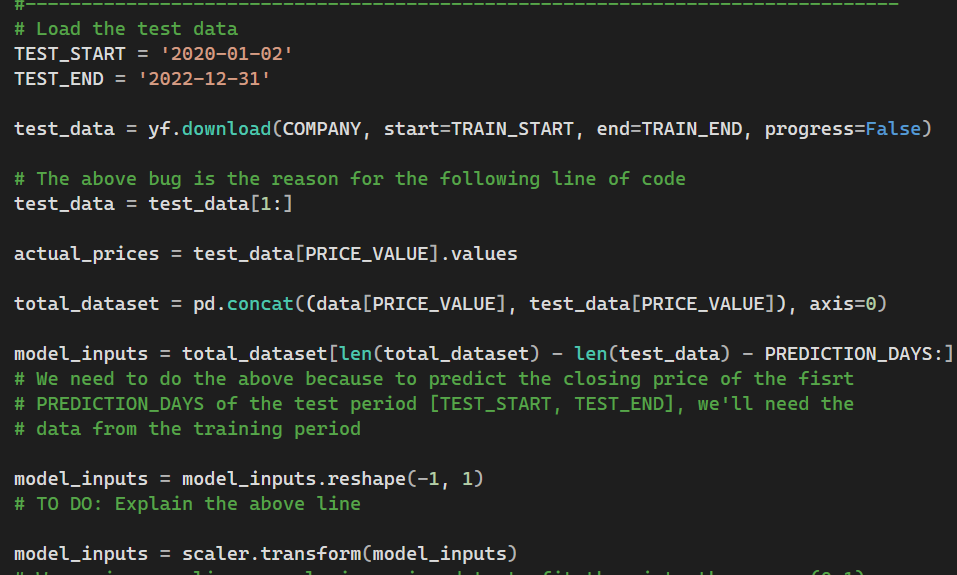 #-------------------------------------------------------------------------------
# Load the test data
TEST_START = '2020-01-02'
TEST_END = '2022-12-31'
test_data = yf.download(COMPANY, start=TRAIN_START, end=TRAIN_END, progress=False)
# The above bug is the reason for the following line of code
test_data = test_data[1:]
actual_prices = test_data[PRICE_VALUE].values
total_dataset = pd.concat((data[PRICE_VALUE], test_data[PRICE_VALUE]), axis=0)
model_inputs = total_dataset[len(total_dataset) - len(test_data) - PREDICTION_DAYS:]
# We need to do the above because to predict the closing price of the fisrt
# PREDICTION_DAYS of the test period [TEST_START, TEST_END], we'll need the
# data from the training period
model_inputs = model_inputs.reshape(-1, 1)
# TO DO: Explain the above line
model_inputs = scaler.transform(model_inputs)